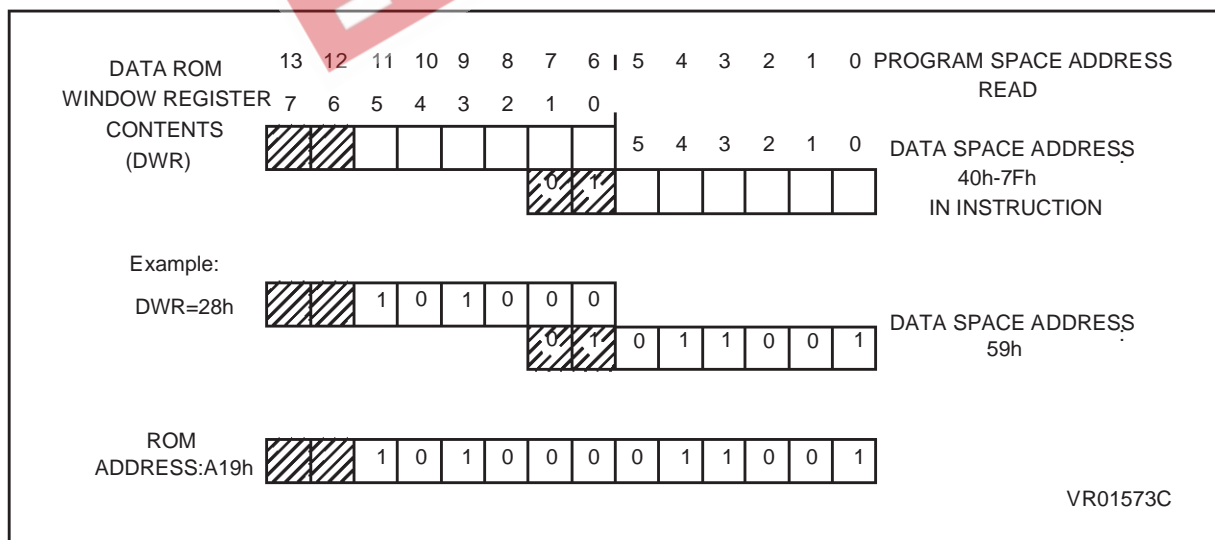 13 12 11 10 9 8 7 6 5 4 3 2 1 0 PROGRAM SPACE ADDRESS
READ
DATA ROM
WINDOW REGISTER 7 6 5 4 3 2 1 0
CONTENTS
(DWR)
5 4 3 2 1 0 DATA SPACE ADDRESS
:
40h-7Fh
IN INSTRUCTION
0 1
Example:
DWR=28h 1 0 1 0 0 0
0 1 0 1 1 0 0 1 DATA SPACE ADDRESS
:
59h
ROM
ADDRESS:A19h 1 0 1 0 0 0 0 1 1 0 0 1
VR01573C